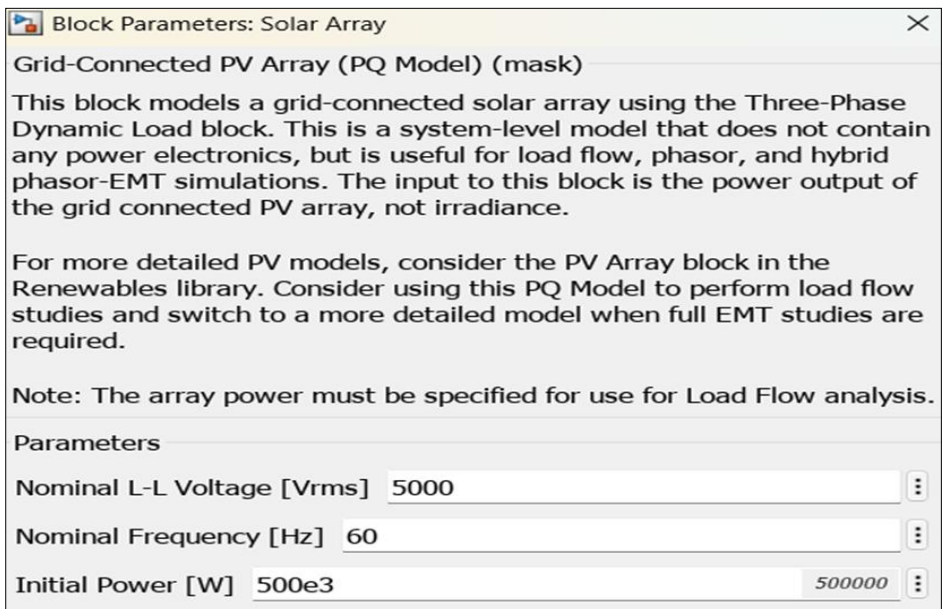 Block Parameters: Solar Array
Grid-Connected PV Array (PQ Model) (mask)
This block models a grid-connected solar array using the Three-Phase
Dynamic Load block. This is a system-level model that does not contain
any power electronics, but is useful for load flow, phasor, and hybrid
phasor-EMT simulations. The input to this block is the power output of
the grid connected PV array, not irradiance.
For more detailed PV models, consider the PV Array block in the
Renewables library. Consider using this PQ Model to perform load flow
studies and switch to a more detailed model when full EMT studies are
required.
Note: The array power must be specified for use for Load Flow analysis.
Parameters
Nominal L-L Voltage [Vrms] 5000
Nominal Frequency [Hz] 60
Initial Power [W] 500e3 500000